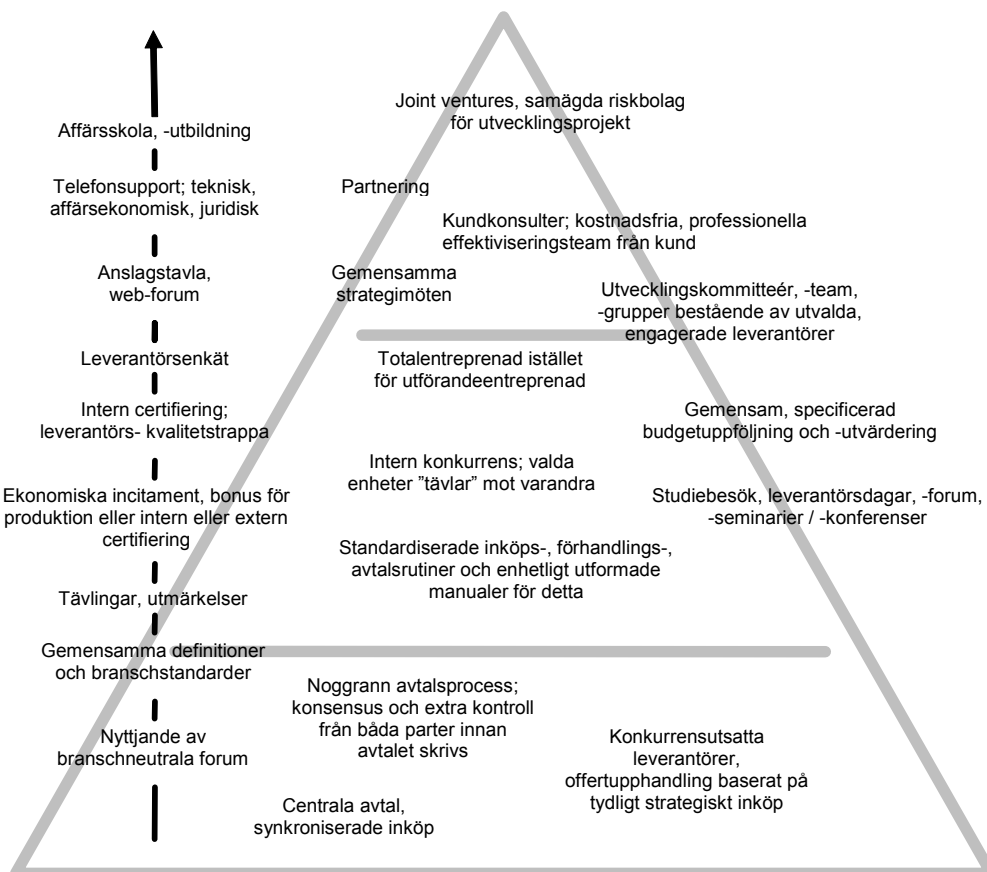 Joint ventures, samägda riskbolag
för utvecklingsprojekt
Affärsskola, -utbildning
Telefonsupport; teknisk,
affärsekonomisk, juridisk
Partnering
Kundkonsulter; kostnadsfria, professionella
effektiviseringsteam från kund
Anslagstavla,
web-forum
Gemensamma
strategimöten
Utvecklingskommitteér, -team,
-grupper bestående av utvalda,
engagerade leverantörer
Leverantörsenkät
Totalentreprenad istället
för utförandeentreprenad
Intern certifiering;
leverantörs- kvalitetstrappa
Gemensam, specificerad
budgetuppföljning och -utvärdering
Intern konkurrens; valda
enheter ”tävlar” mot varandra
Ekonomiska incitament, bonus för
produktion eller intern eller extern
certifiering
Studiebesök, leverantörsdagar, -forum,
-seminarier / -konferenser
Standardiserade inköps-, förhandlings-,
avtalsrutiner och enhetligt utformade
manualer för detta
Tävlingar, utmärkelser
Gemensamma definitioner
och branschstandarder
Noggrann avtalsprocess;
konsensus och extra kontroll
från båda parter innan
avtalet skrivs
Nyttjande av
branschneutrala forum
Konkurrensutsatta
leverantörer,
offertupphandling baserat på
tydligt strategiskt inköp
Centrala avtal,
synkroniserade inköp